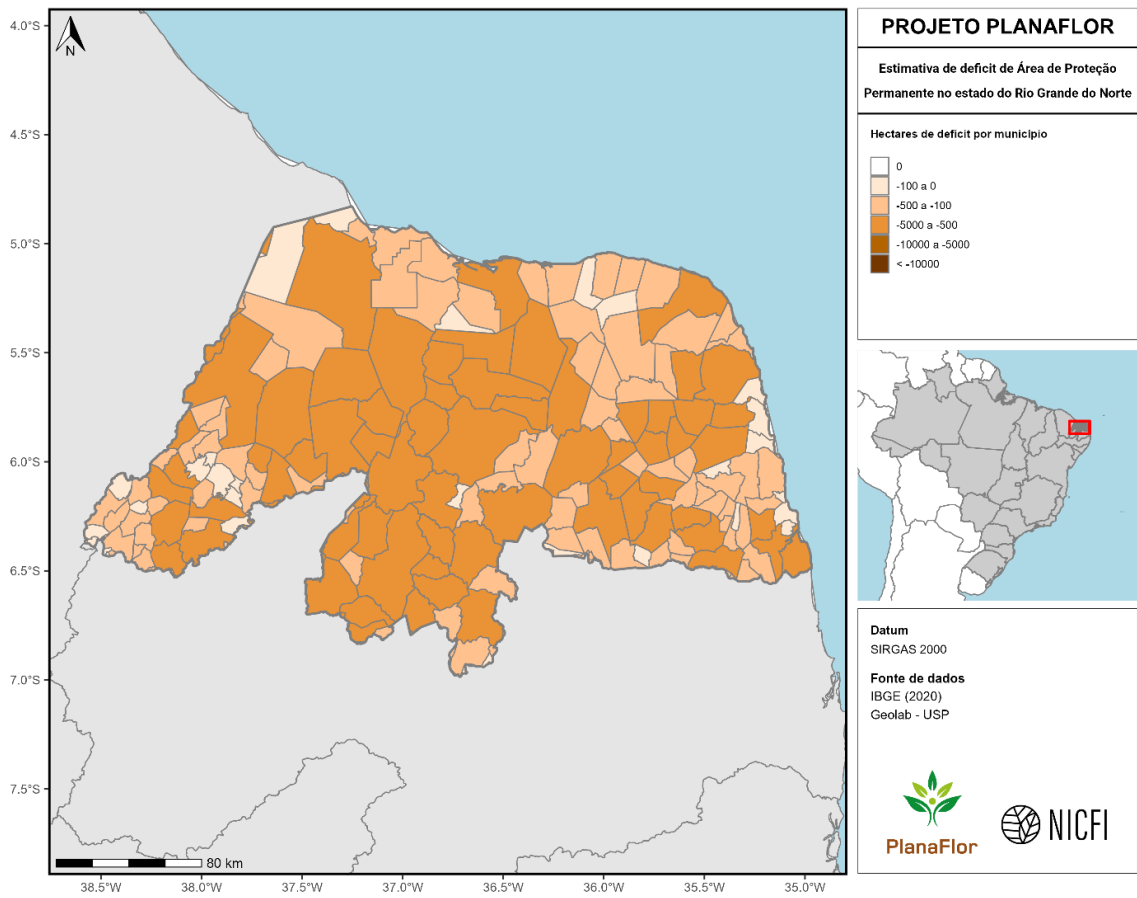 PROJETO PLANAFLOR
Estimativa de deficit de Área de Proteção
Permanente no estado do Rio Grande do Norte
Hectares de deficit por município
0
-100 a 0
-500 a -100
-5000 a -500
-10000 a -5000
< -10000
Datum
SIRGAS 2000
Fonte de dados
IBGE (2020)
Geolab - USP
PlanaFlor
NICFI
N
4.0°S
4.5°S
5.0°S
5.5°S
6.0°S
6.5°S
7.0°S
7.5°S
80 km
38.5°W
38.0°W
37.5°W
37.0°W
36.5°W
36.0°W
35.5°W
35.0°W